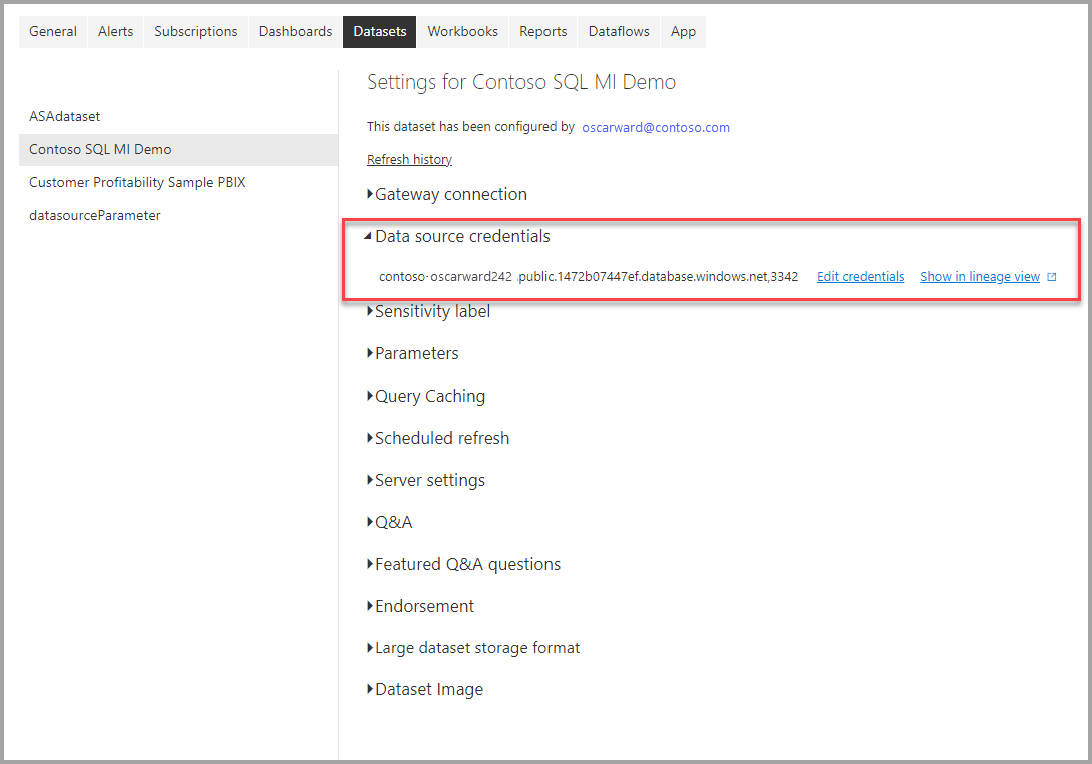 General Alerts Subscriptions Dashboards Datasets Workbooks Reports Dataflows App
ASAdataset
Contoso SQL MI Demo
Customer Profitability Sample PBIX
datasourceParameter
Settings for Contoso SQL MI Demo
This dataset has been configured by oscarward@contoso.com
Refresh history
Gateway connection
Data source credentials
contoso-oscarward242 .public.1472b07447ef.database.windows.net,3342 Edit credentials Show in lineage view
Sensitivity label
Parameters
Query Caching
Scheduled refresh
Server settings
Q&A
Featured Q&A questions
Endorsement
Large dataset storage format
Dataset Image